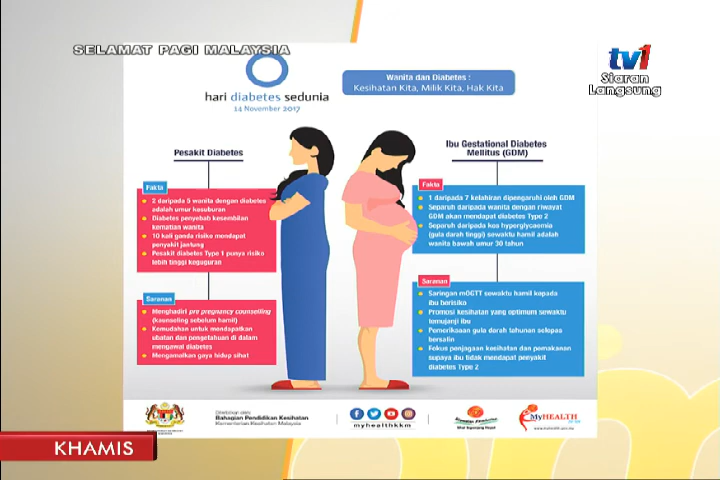 SELAMAT PAGI MALAYSIA
tv1
Siaran
Langsung
hari diabetes sedunia
14 November 2017
Wanita dan Diabetes :
Kesihatan Kita, Milik Kita, Hak Kita
Pesakit Diabetes
Fakta
2 daripada 5 wanita dengan diabetes
adalah umur kesuburan
Diabetes penyebab kesembilan
kematian wanita
10 kali ganda risiko mendapat
penyakit jantung
Pesakit diabetes Type 1 punya risiko
lebih tinggi keguguran
Saranan
Menghadiri pre pregnancy counselling
(kaunseling sebelum hamil)
Kemudahan untuk mendapatkan
ubatan dan pengetahuan di dalam
mengawal diabetes
Mengamalkan gaya hidup sihat
Ibu Gestational Diabetes
Mellitus (GDM)
Fakta
1 daripada 7 kelahiran dipengaruhi oleh GDM
Separuh daripada wanita dengan riwayat
GDM akan mendapat diabetes Type 2
Separuh daripada kes hyperglycaemia
(gula darah tinggi) sewaktu hamil adalah
wanita bawah umur 30 tahun
Saranan
Saringan mOGTT sewaktu hamil kepada
ibu berisiko
Promosi kesihatan yang optimum sewaktu
temujanji ibu
Pemeriksaan gula darah tahunan selepas
bersalin
Fokus penjagaan kesihatan dan pemakanan
supaya ibu tidak mendapat penyakit
diabetes Type 2
Diterbitkan oleh:
Bahagian Pendidikan Kesihatan
Kementerian Kesihatan Malaysia
myhealthkkm
MyHEALTH
www.myhealth.gov.my
KHAMIS